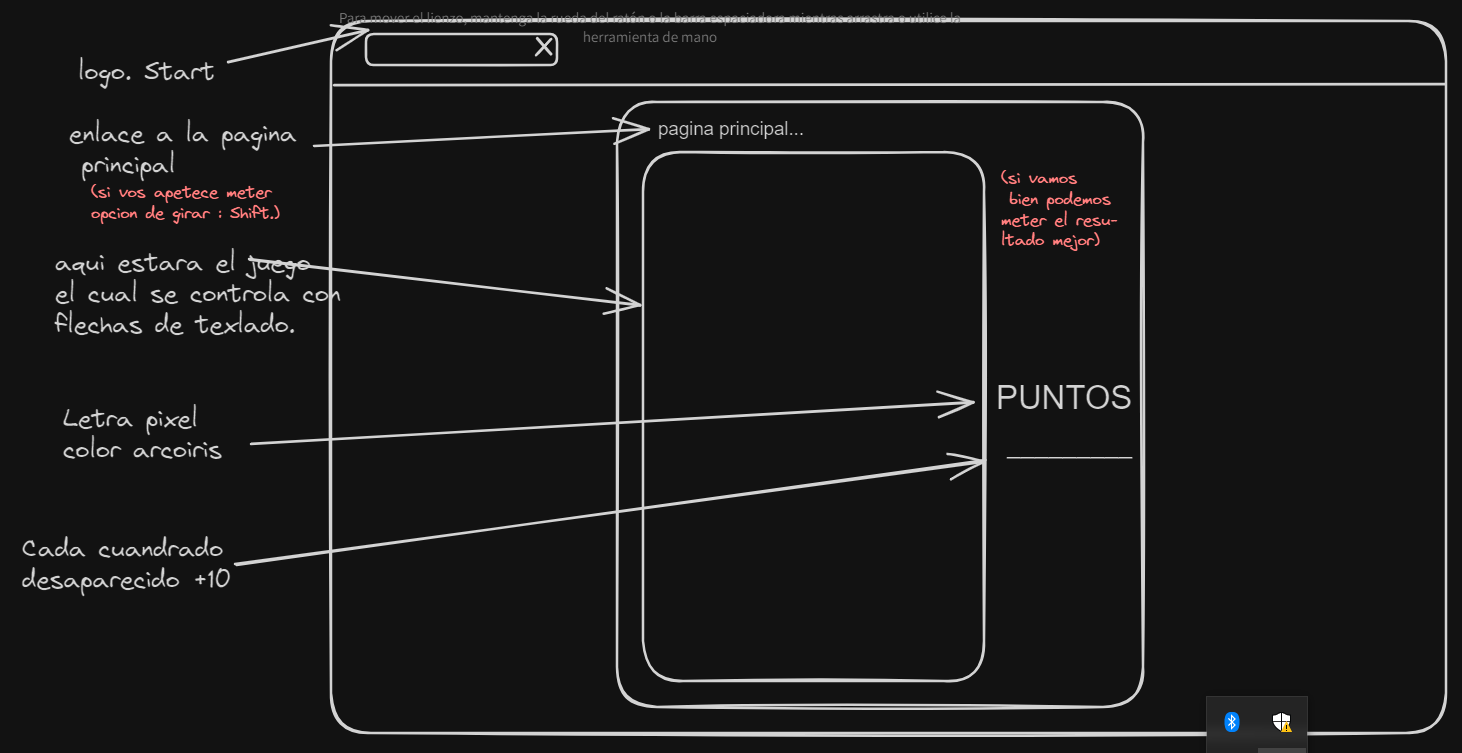 Para mover el lienzo, mantenga la rueda del ratón o la barra espaciadora mientras arrastra o utilice la
herramienta de mano
logo. Start
enlace a la pagina
principal
(si vos apetece meter
opcion de girar : Shift.)
aqui estara el juego
el cual se controla con
flechas de texlado.
Letra pixel
color arcoiris
Cada cuandrado
desaparecido +10
X
pagina principal...
(si vamos
bien podemos
meter el resu-
ltado mejor)
PUNTOS